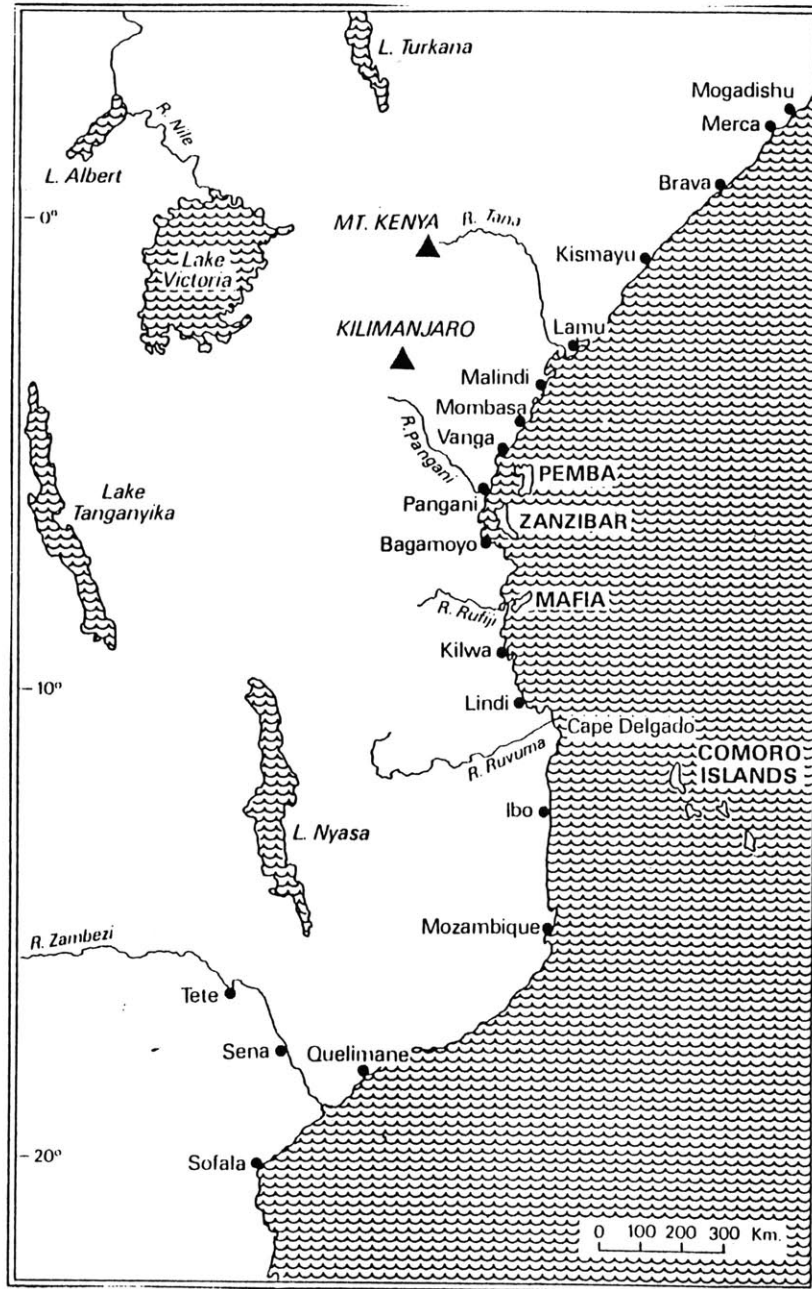 L. Turkana
Mogadishu
Merca
R. Nile
L. Albert
Brava
0°
MT. KENYA
R. Tana
Lake
Victoria
Kismayu
KILIMANJARO
Lamu
Malindi
Mombasa
R. Pangani
Vanga
PEMBA
Lake
Tanganyika
Pangani
ZANZIBAR
Bagamoyo
MAFIA
R. Rufiji
Kilwa
10°
Lindi
Cape Delgado
R. Ruvuma
COMORO
ISLANDS
Ibo
L. Nyasa
Mozambique
R. Zambezi
Tete
Sena
Quelimane
20°
Sofala
0 100 200 300 Km.